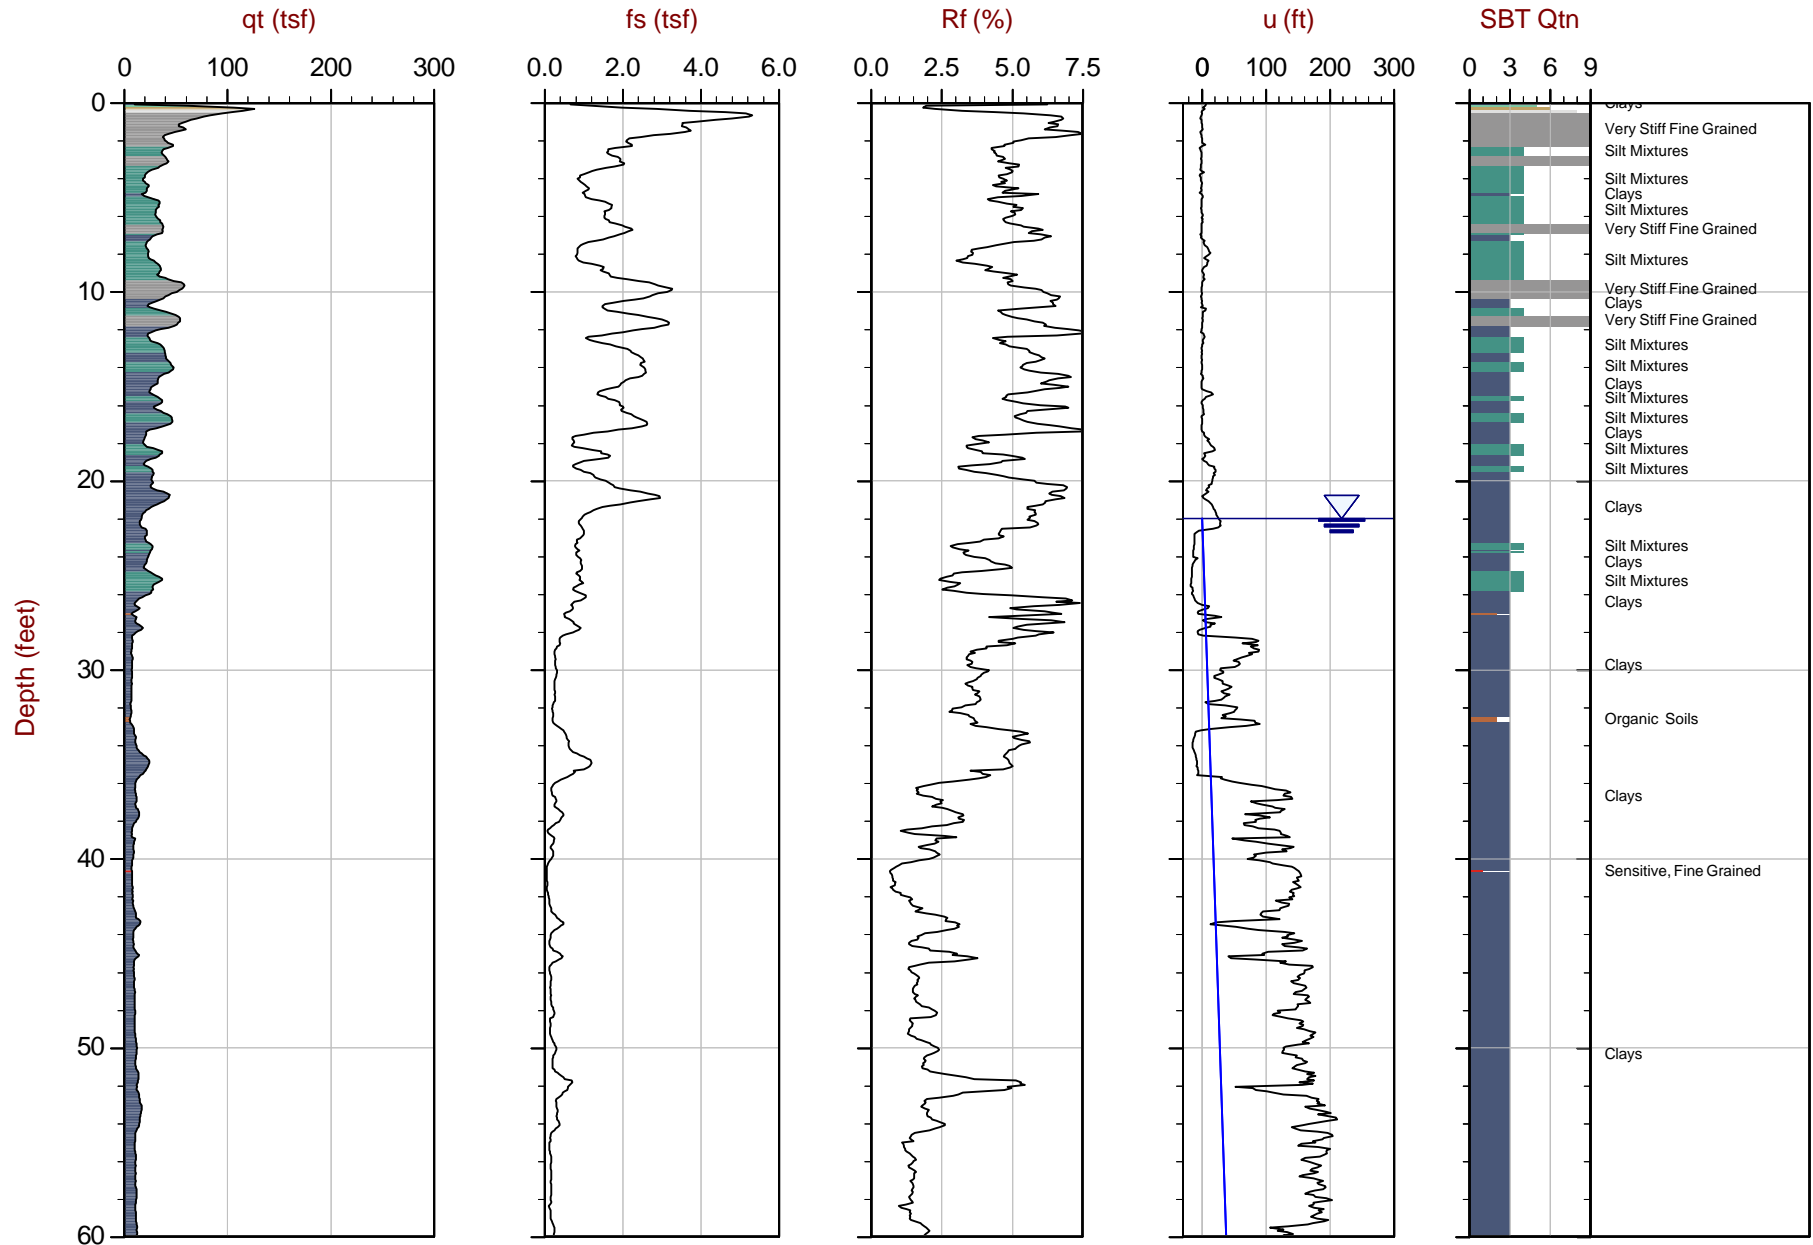 qt (tsf) fs (tsf) Rf (%) u (ft) SBT Qtn
0 100 200 300 0.0 2.0 4.0 6.0 0.0 2.5 5.0 7.5 0 100 200 300 0 3 6 9
0
Clays
Very Stiff Fine Grained
Silt Mixtures
Silt Mixtures
Clays
Silt Mixtures
Very Stiff Fine Grained
Silt Mixtures
10
Very Stiff Fine Grained
Clays
Very Stiff Fine Grained
Silt Mixtures
Silt Mixtures
Clays
Silt Mixtures
Silt Mixtures
Clays
Silt Mixtures
Silt Mixtures
20
Clays
Silt Mixtures
Clays
Silt Mixtures
Clays
30
Clays
Depth (feet)
Organic Soils
Clays
40
Sensitive, Fine Grained
50
Clays
60